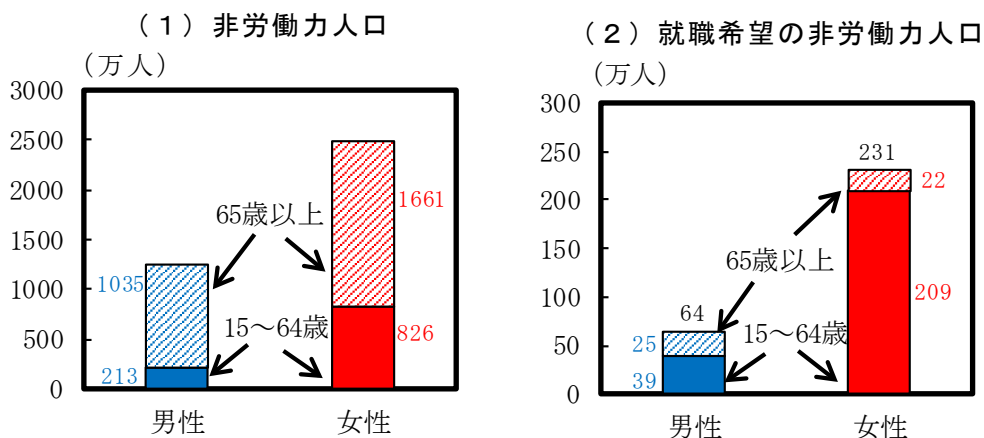 （１）非労働力人口
（万人）
3000
2500
2000
1500
1000
500
0
1035
213
65歳以上
15～64歳
1661
826
男性
女性
（２）就職希望の非労働力人口
（万人）
300
250
200
150
100
50
0
64
25
39
65歳以上
15～64歳
231
22
209
男性
女性